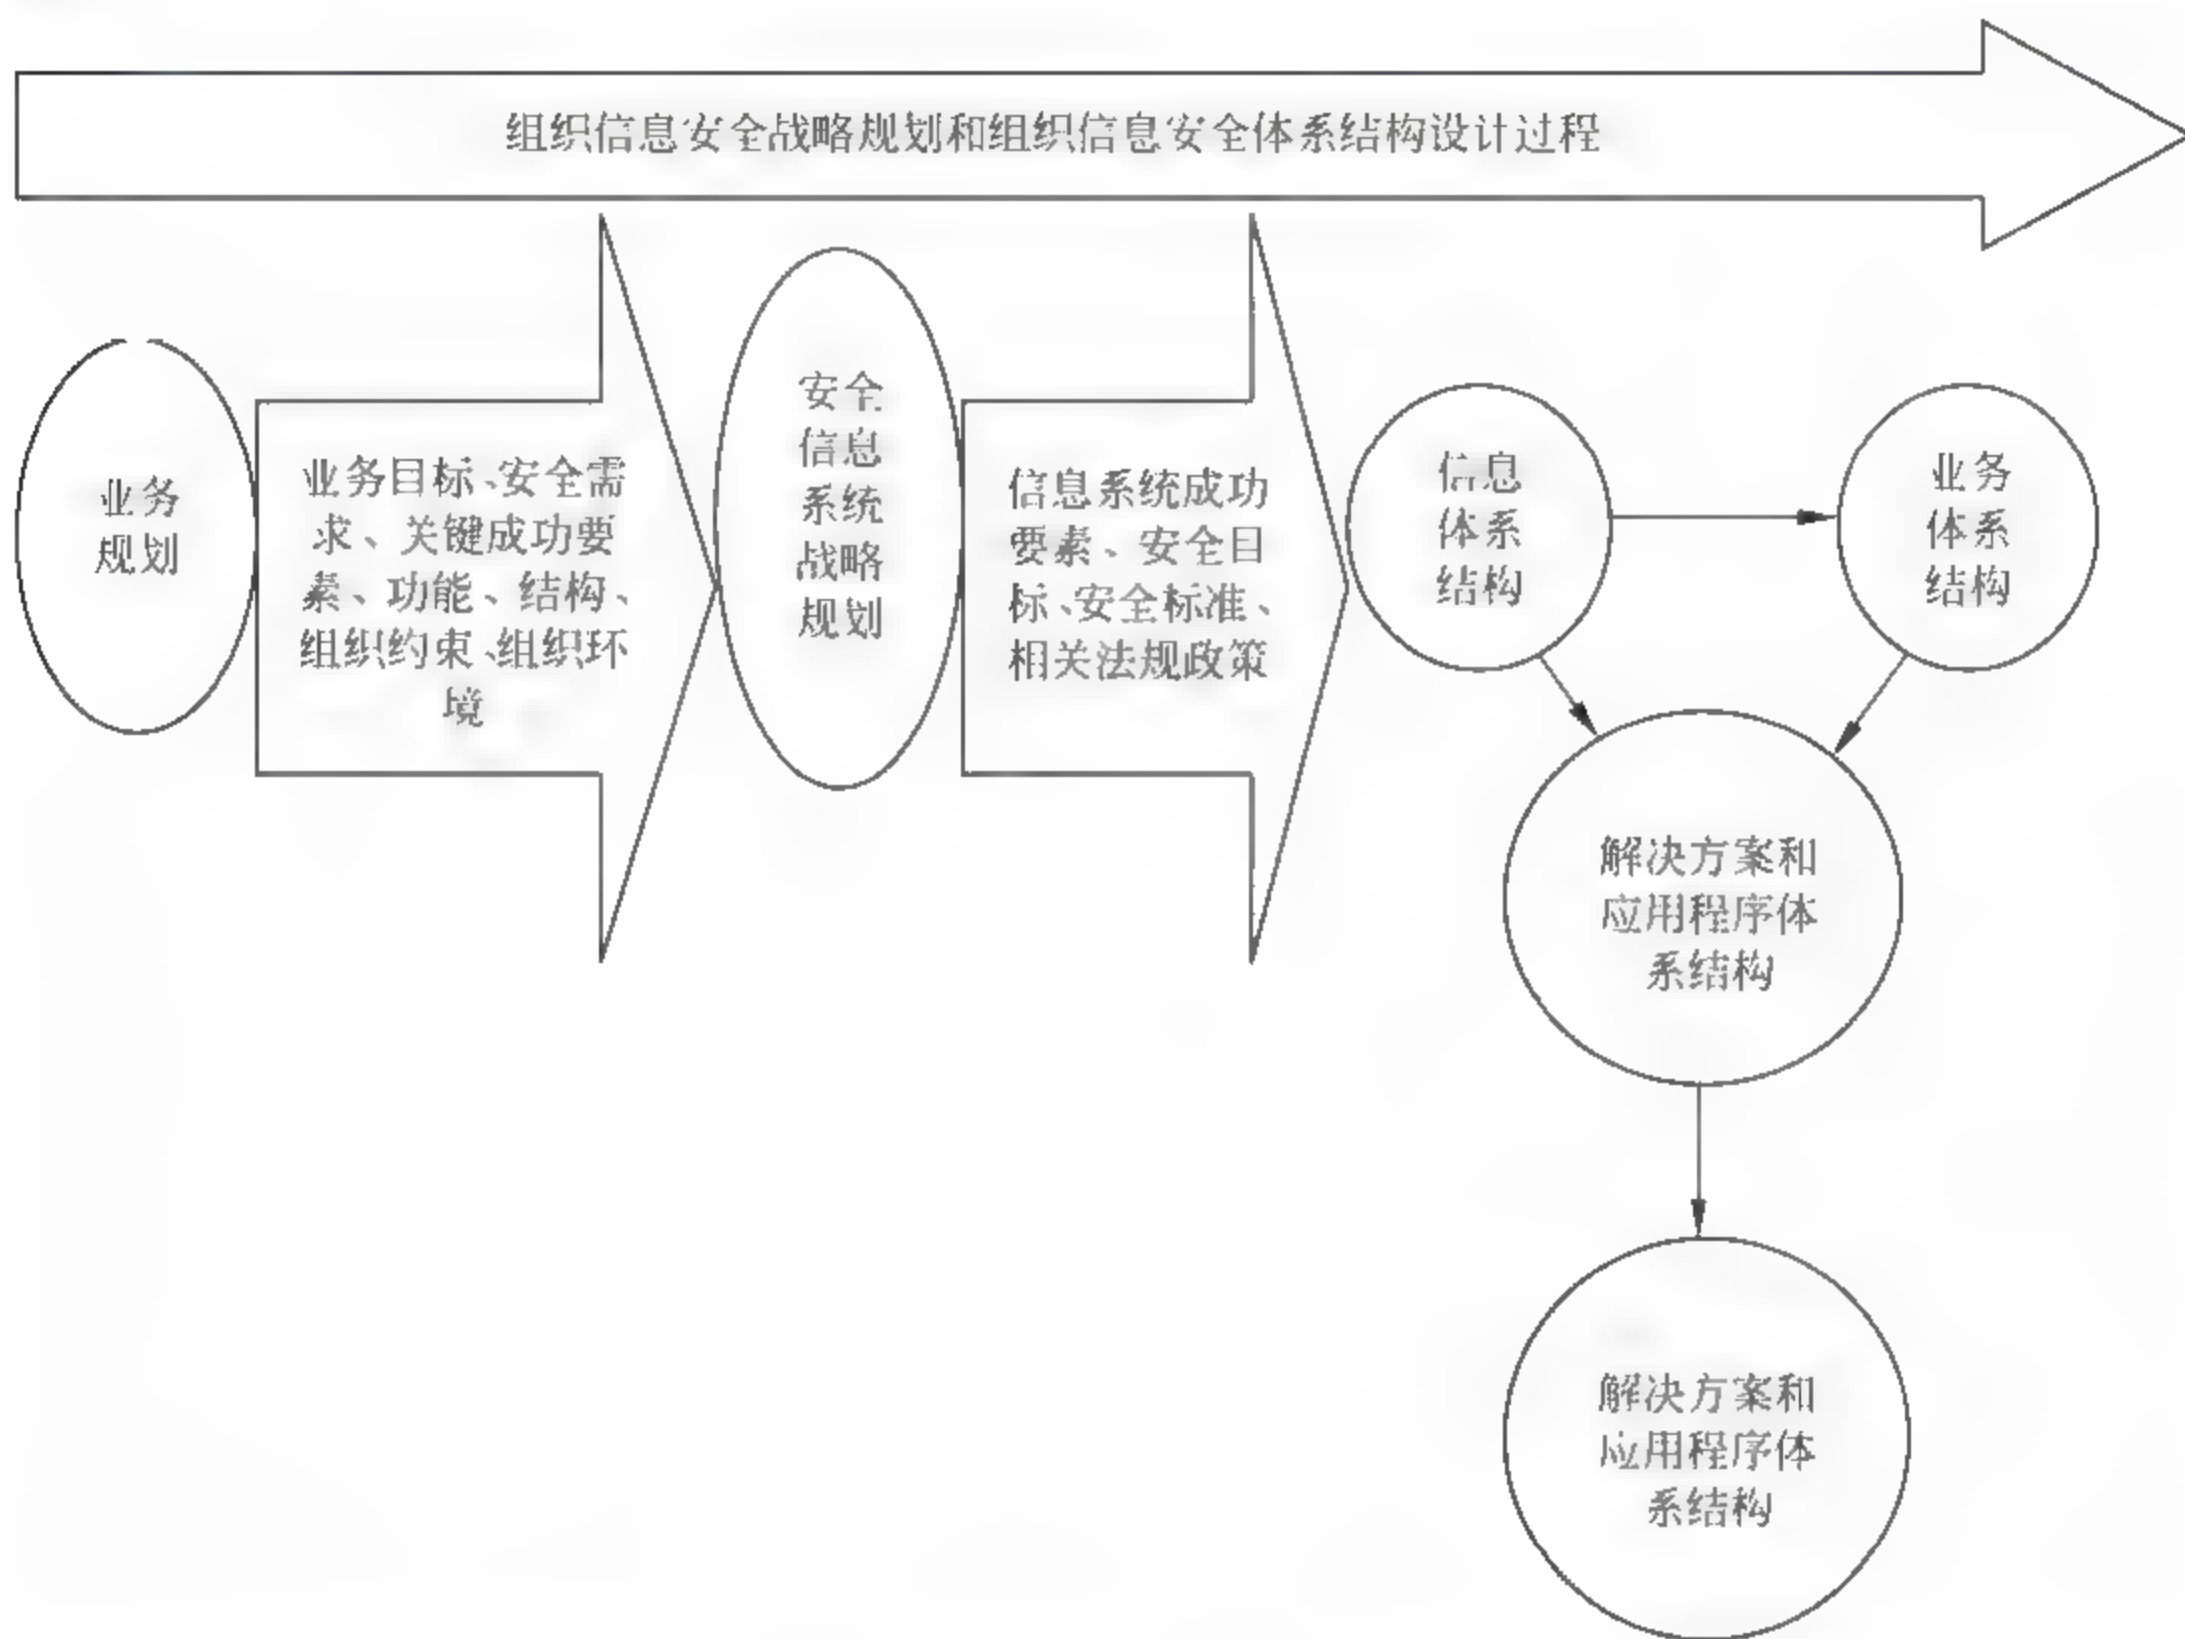 组织信息安全战略规划和组织信息安全体系结构设计过程
业务
规划
业务目标、安全需
求、关键成功要
素、功能、结构、
组织约束、组织环
境
安全
信息
系统
战略
规划
信息系统成功
要素、安全目
标、安全标准、
相关法规政策
信息
体系
结构
业务
体系
结构
解决方案和
应用程序体
系结构
解决方案和
应用程序体
系结构